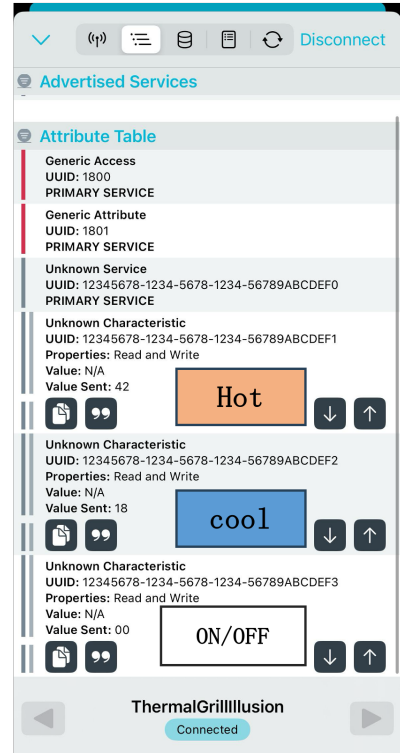 Disconnect
Advertised Services
Attribute Table
Generic Access
UUID: 1800
PRIMARY SERVICE
Generic Attribute
UUID: 1801
PRIMARY SERVICE
Unknown Service
UUID: 12345678-1234-5678-1234-56789ABCDEF0
PRIMARY SERVICE
Unknown Characteristic
UUID: 12345678-1234-5678-1234-56789ABCDEF1
Properties: Read and Write
Value: N/A
Value Sent: 42
Hot
Unknown Characteristic
UUID: 12345678-1234-5678-1234-56789ABCDEF2
Properties: Read and Write
Value: N/A
Value Sent: 18
cool
Unknown Characteristic
UUID: 12345678-1234-5678-1234-56789ABCDEF3
Properties: Read and Write
Value: N/A
Value Sent: 00
ON/OFF
ThermalGrillIllusion
Connected